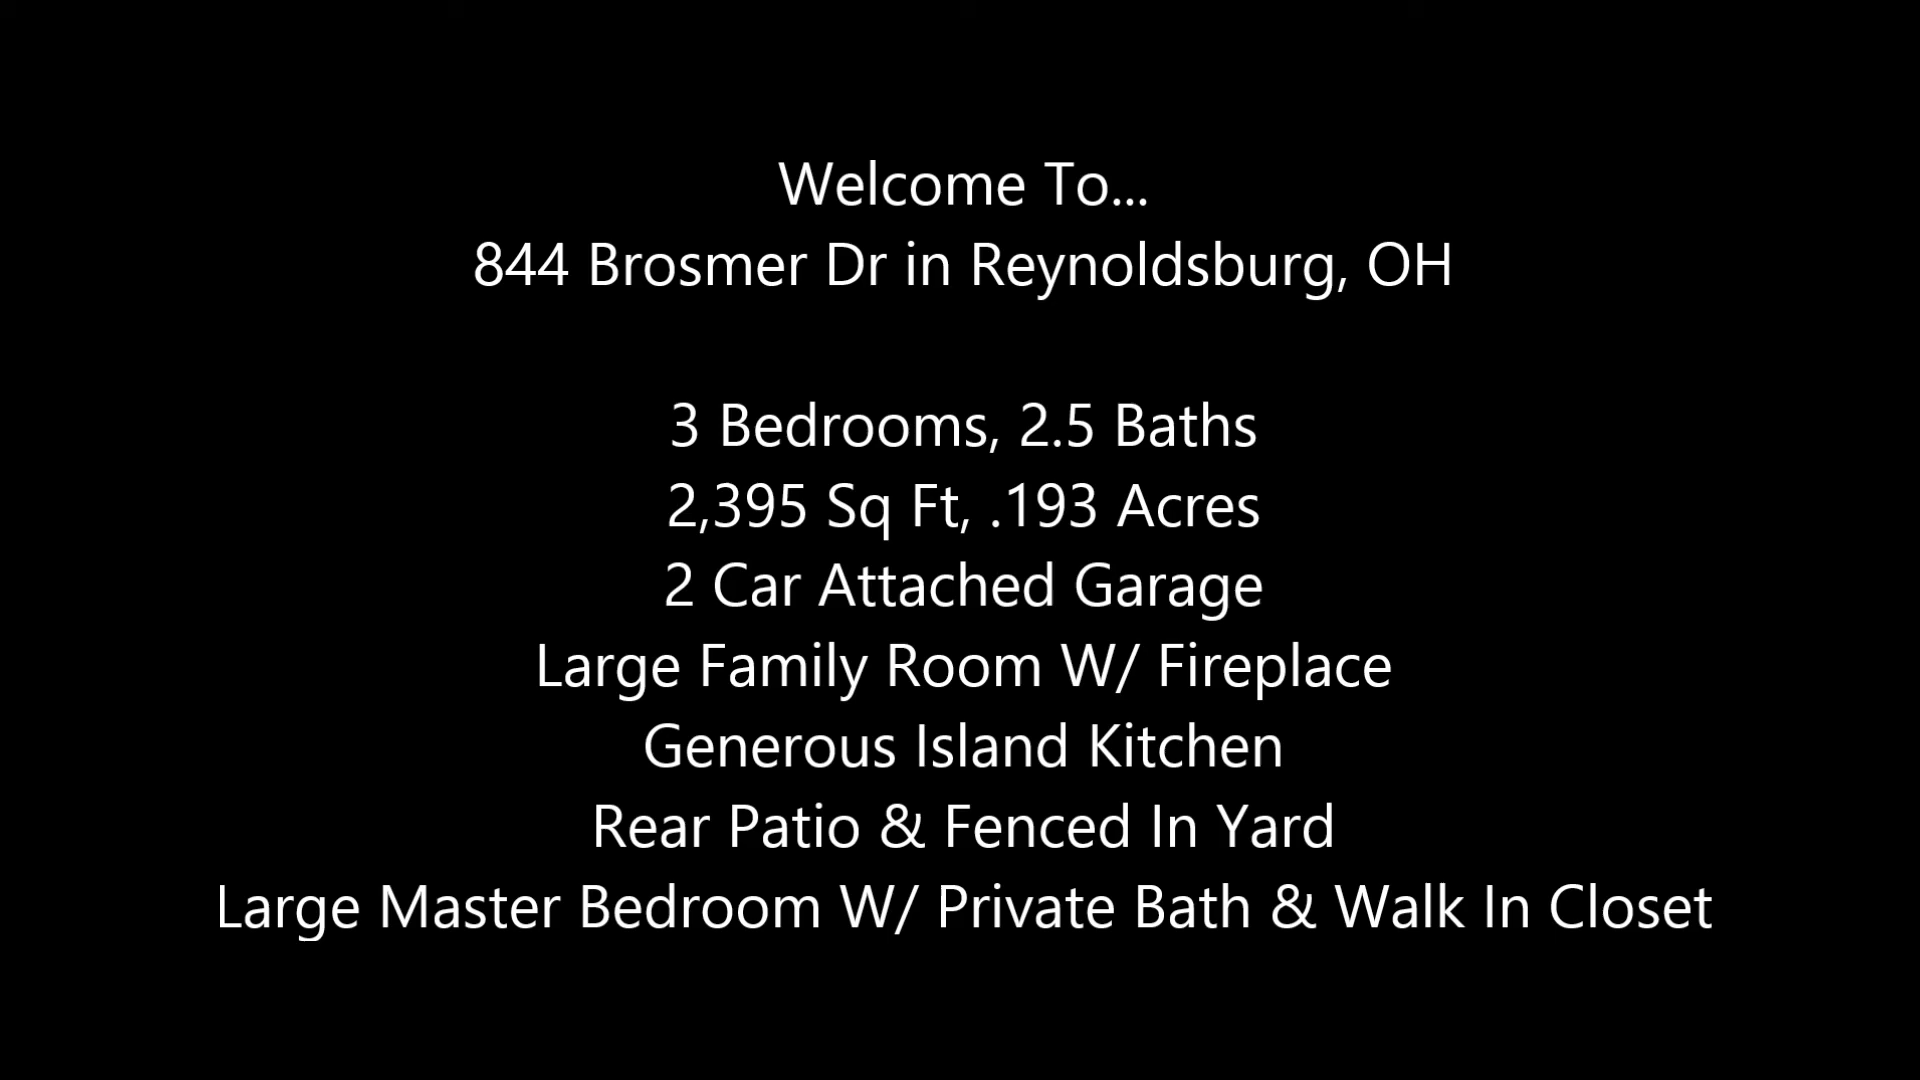 Welcome To...
844 Brosmer Dr in Reynoldsburg, OH
3 Bedrooms, 2.5 Baths
2,395 Sq Ft, .193 Acres
2 Car Attached Garage
Large Family Room W/ Fireplace
Generous Island Kitchen
Rear Patio & Fenced In Yard
Large Master Bedroom W/ Private Bath & Walk In Closet